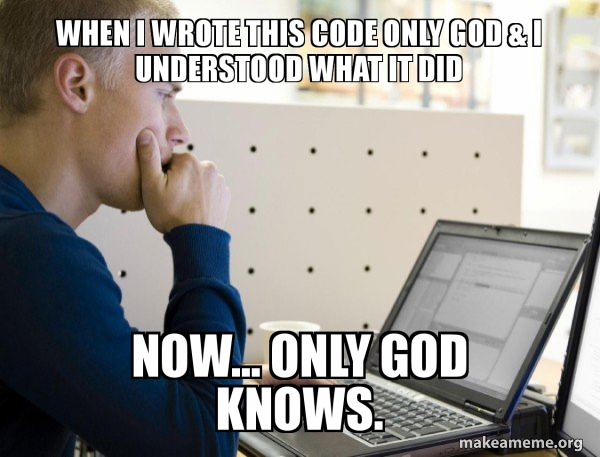 WHEN I WROTE THIS CODE ONLY GOD & I
UNDERSTOOD WHAT IT DID
NOW... ONLY GOD
KNOWS.
makeameme.org